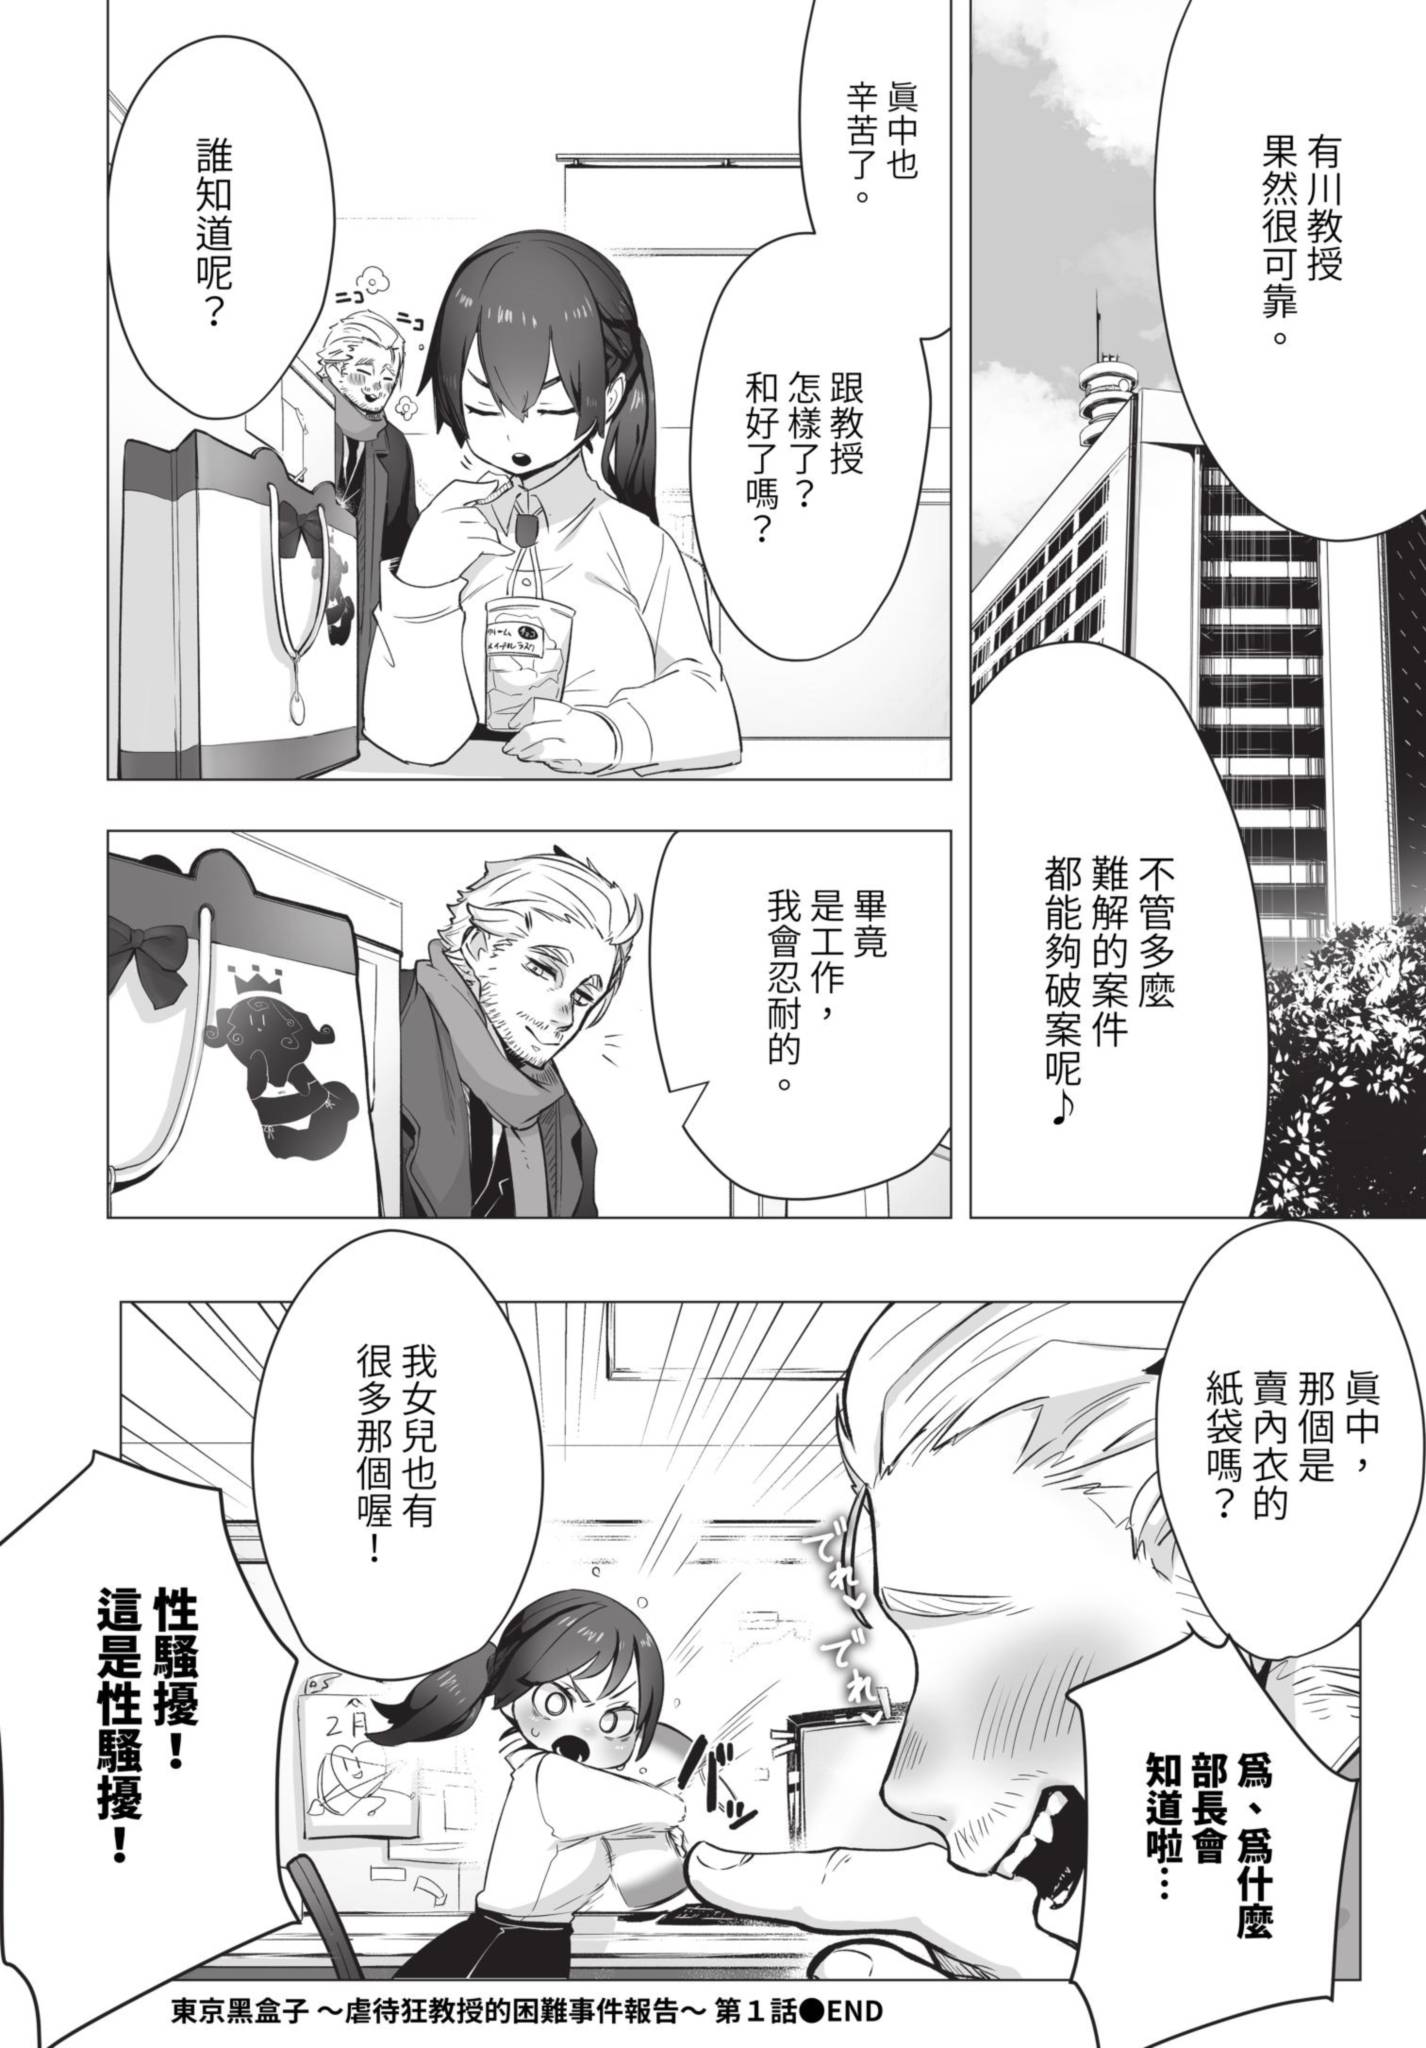 有川教授
果然很可靠。
不管多麼
難解的案件
都能夠破案呢♪
眞中也
辛苦了。
跟教授
怎樣了?
和好了嗎?
ニコ
ニコ
誰知道呢?
畢竟
是工作,
我會忍耐的。
眞中,
那個是
賣內衣的
紙袋嗎?
我女兒也有
很多那個喔!
でれ♥
でれ♥
2月
爲、爲什麼
部長會
知道啦…
性騷擾!
這是性騷擾!
東京黑盒子 ～虐待狂教授的困難事件報告～ 第1話●END